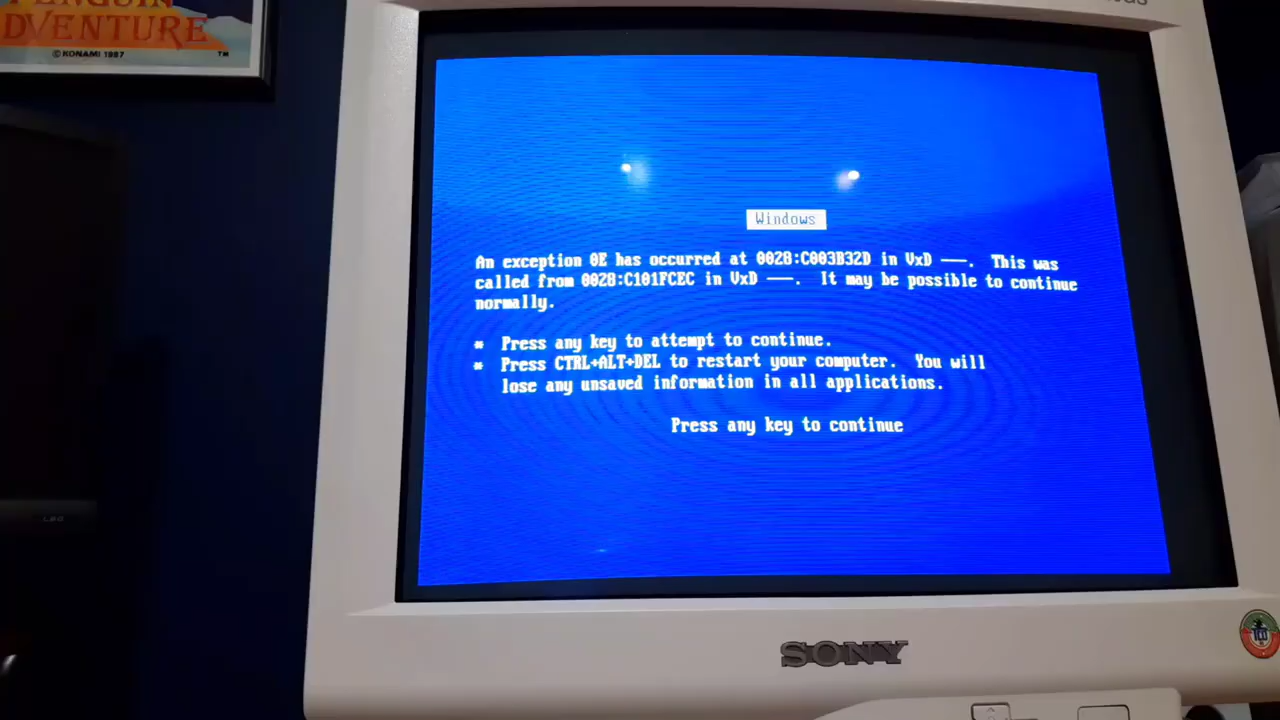 DVENTURE
© KONAMI 1987
TM
Windows
An exception 0E has occurred at 0028:C003B32D in VxD ---. This was
called from 0028:C101FCEC in VxD ---. It may be possible to continue
normally.
* Press any key to attempt to continue.
* Press CTRL+ALT+DEL to restart your computer. You will
lose any unsaved information in all applications.
Press any key to continue
SONY
TCO